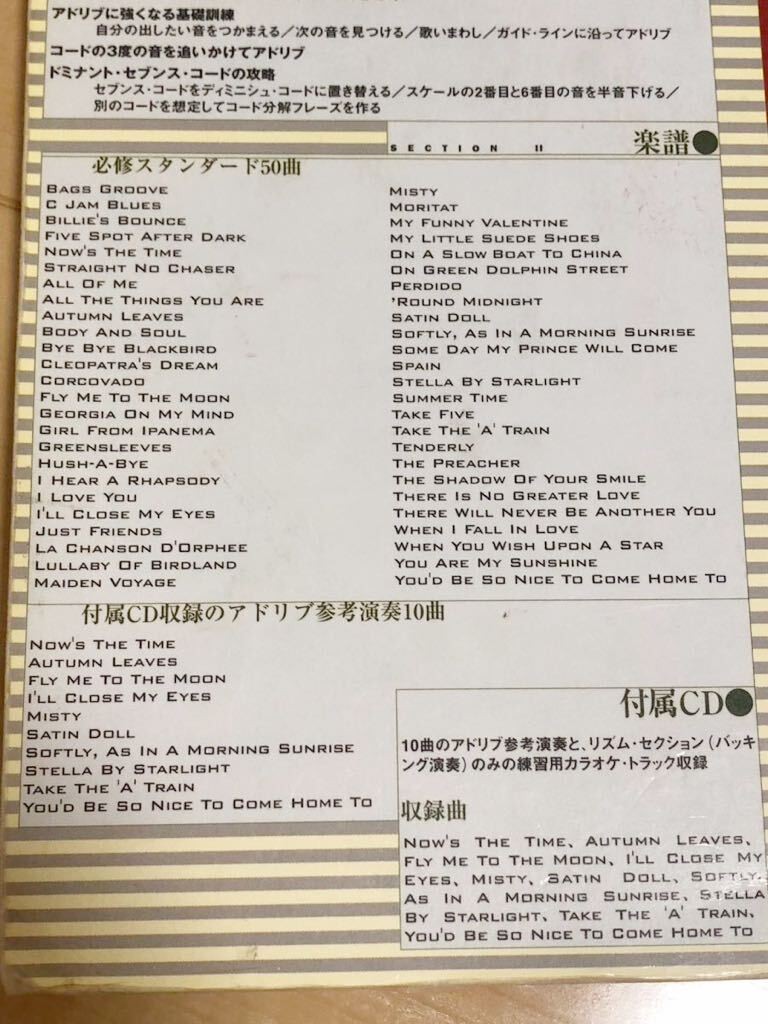 アドリブに強くなる基礎訓練
自分の出したい音をつかまえる／次の音を見つける／歌いまわし／ガイド・ラインに沿ってアドリブ
コードの3度の音を追いかけてアドリブ
ドミナント・セブンス・コードの攻略
セブンス・コードをディミニシュ・コードに置き替える／スケールの2番目と6番目の音を半音下げる／
別のコードを想定してコード分解フレーズを作る
SECTION II 楽譜●
必修スタンダード50曲
BAGS GROOVE
C JAM BLUES
BILLIE'S BOUNCE
FIVE SPOT AFTER DARK
NOW'S THE TIME
STRAIGHT NO CHASER
ALL OF ME
ALL THE THINGS YOU ARE
AUTUMN LEAVES
BODY AND SOUL
BYE BYE BLACKBIRD
CLEOPATRA'S DREAM
CORCOVADO
FLY ME TO THE MOON
GEORGIA ON MY MIND
GIRL FROM IPANEMA
GREENSLEEVES
HUSH-A-BYE
I HEAR A RHAPSODY
I LOVE YOU
I'LL CLOSE MY EYES
JUST FRIENDS
LA CHANSON D'ORPHEE
LULLABY OF BIRDLAND
MAIDEN VOYAGE
MISTY
MORITAT
MY FUNNY VALENTINE
MY LITTLE SUEDE SHOES
ON A SLOW BOAT TO CHINA
ON GREEN DOLPHIN STREET
PERDIDO
'ROUND MIDNIGHT
SATIN DOLL
SOFTLY, AS IN A MORNING SUNRISE
SOME DAY MY PRINCE WILL COME
SPAIN
STELLA BY STARLIGHT
SUMMER TIME
TAKE FIVE
TAKE THE 'A' TRAIN
TENDERLY
THE PREACHER
THE SHADOW OF YOUR SMILE
THERE IS NO GREATER LOVE
THERE WILL NEVER BE ANOTHER YOU
WHEN I FALL IN LOVE
WHEN YOU WISH UPON A STAR
YOU ARE MY SUNSHINE
YOU'D BE SO NICE TO COME HOME TO
付属CD収録のアドリブ参考演奏10曲
NOW'S THE TIME
AUTUMN LEAVES
FLY ME TO THE MOON
I'LL CLOSE MY EYES
MISTY
SATIN DOLL
SOFTLY, AS IN A MORNING SUNRISE
STELLA BY STARLIGHT
TAKE THE 'A' TRAIN
YOU'D BE SO NICE TO COME HOME TO
付属CD●
10曲のアドリブ参考演奏と、リズム・セクション（バッキ
ング演奏）のみの練習用カラオケ・トラック収録
収録曲
NOW'S THE TIME、AUTUMN LEAVES、
FLY ME TO THE MOON、I'LL CLOSE MY
EYES、MISTY、SATIN DOLL、SOFTLY,
AS IN A MORNING SUNRISE、STELLA
BY STARLIGHT、TAKE THE 'A' TRAIN、
YOU'D BE SO NICE TO COME HOME TO